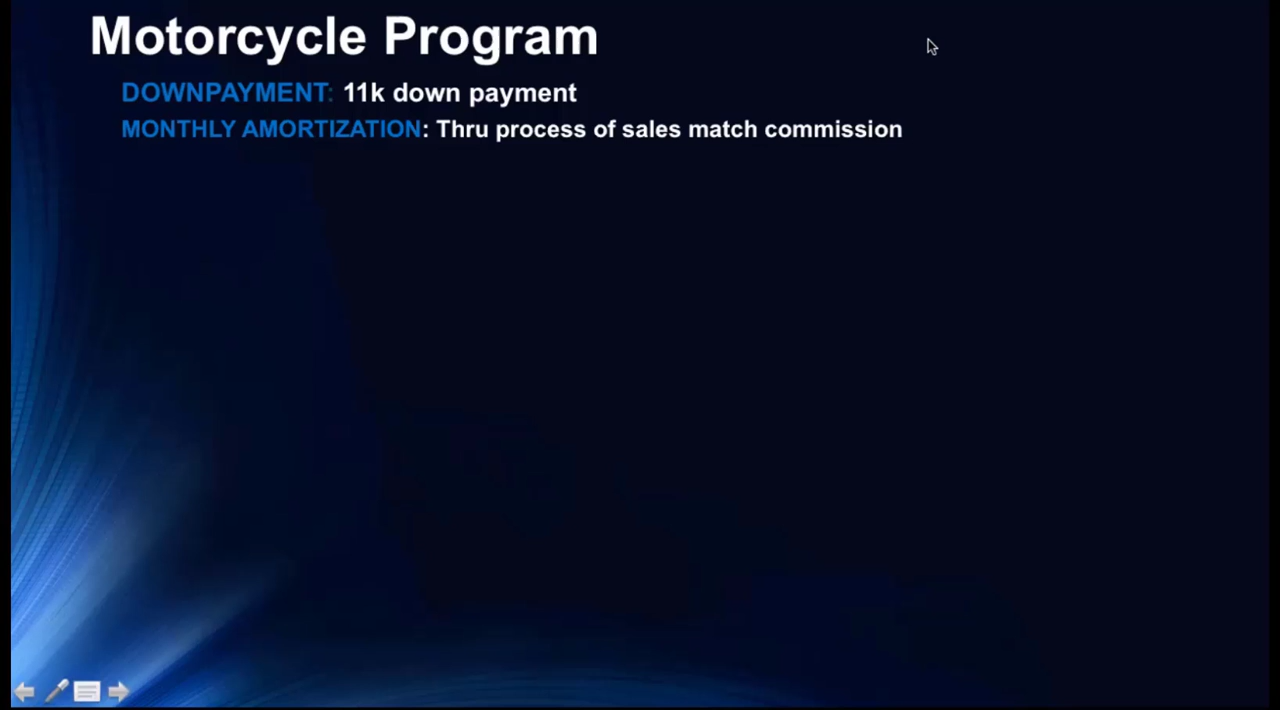 Motorcycle Program
DOWNPAYMENT: 11k down payment
MONTHLY AMORTIZATION: Thru process of sales match commission